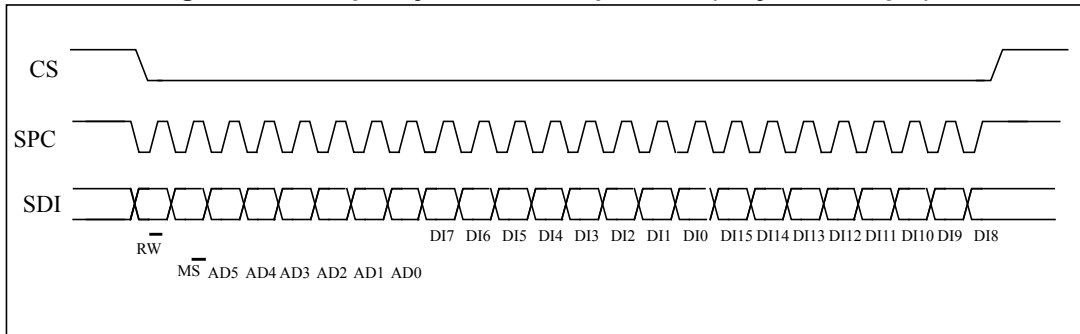 CS
SPC
SDI
DI7 DI6 DI5 DI4 DI3 DI2 DI1 DI0 DI15 DI14 DI13 DI12 DI11 DI10 DI9 DI8
RW
MS AD5 AD4 AD3 AD2 AD1 AD0